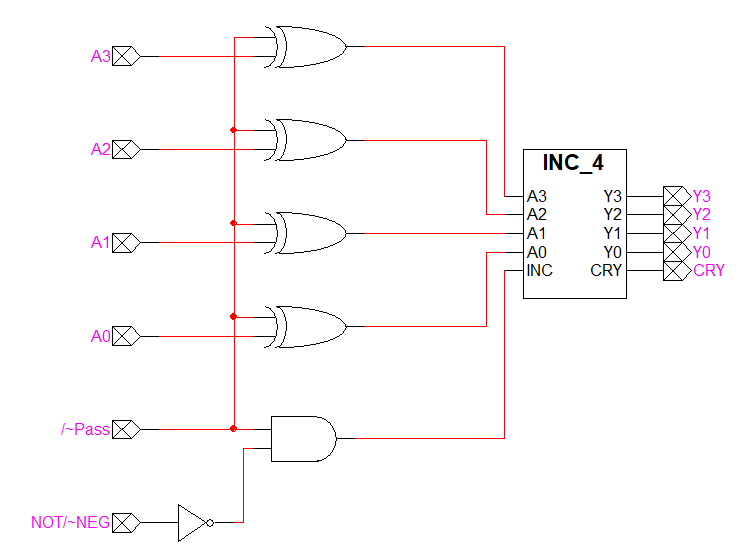 A3
A2
A1
A0
/~Pass
NOT/~NEG
INC_4
A3 Y3 Y3
A2 Y2 Y2
A1 Y1 Y1
A0 Y0 Y0
INC CRY CRY